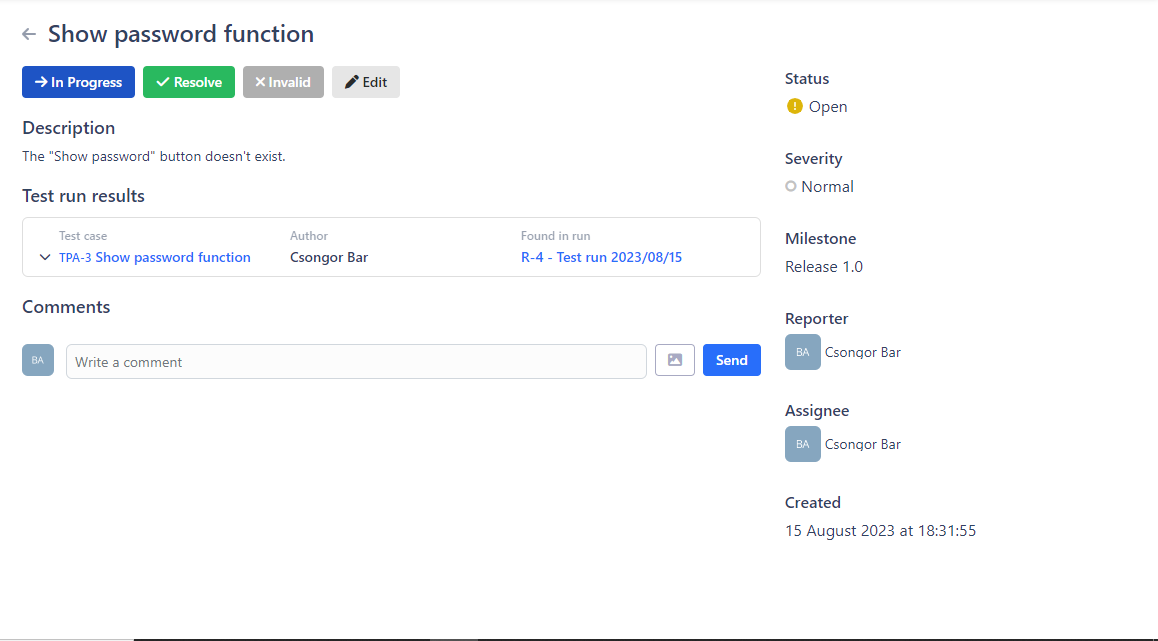 Show password function
In Progress
Resolve
Invalid
Edit
Description
The "Show password" button doesn't exist.
Test run results
Test case
Author
Found in run
TPA-3 Show password function
Csongor Bar
R-4 - Test run 2023/08/15
Comments
BA
Write a comment
Send
Status
! Open
Severity
Normal
Milestone
Release 1.0
Reporter
BA Csongor Bar
Assignee
BA Csongor Bar
Created
15 August 2023 at 18:31:55